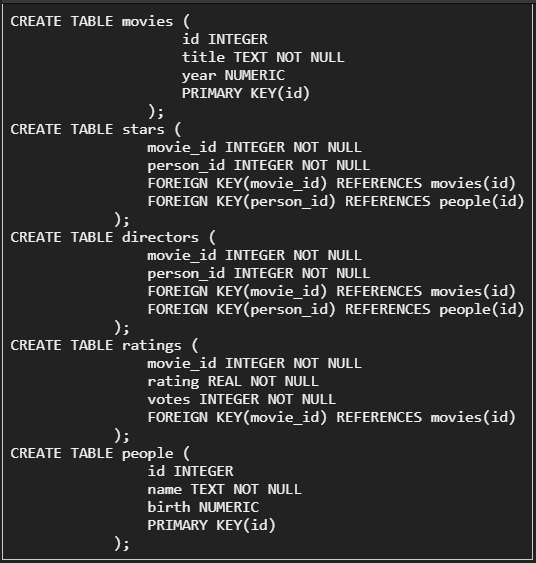 CREATE TABLE movies (
id INTEGER
title TEXT NOT NULL
year NUMERIC
PRIMARY KEY(id)
);
CREATE TABLE stars (
movie_id INTEGER NOT NULL
person_id INTEGER NOT NULL
FOREIGN KEY(movie_id) REFERENCES movies(id)
FOREIGN KEY(person_id) REFERENCES people(id)
);
CREATE TABLE directors (
movie_id INTEGER NOT NULL
person_id INTEGER NOT NULL
FOREIGN KEY(movie_id) REFERENCES movies(id)
FOREIGN KEY(person_id) REFERENCES people(id)
);
CREATE TABLE ratings (
movie_id INTEGER NOT NULL
rating REAL NOT NULL
votes INTEGER NOT NULL
FOREIGN KEY(movie_id) REFERENCES movies(id)
);
CREATE TABLE people (
id INTEGER
name TEXT NOT NULL
birth NUMERIC
PRIMARY KEY(id)
);